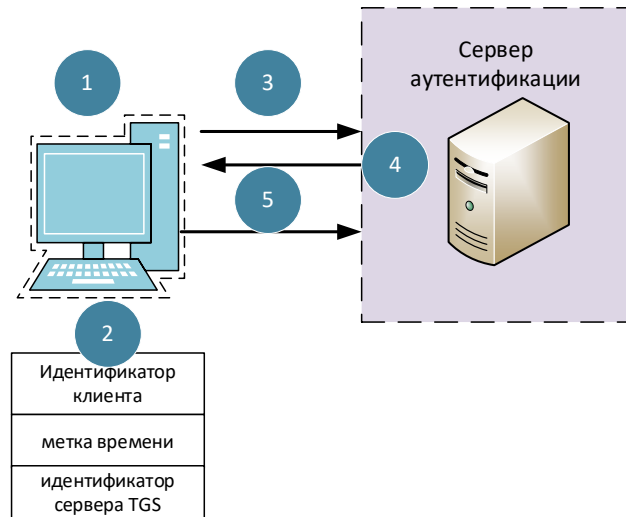 Сервер
аутентификации
1
3
4
5
2
Идентификатор
клиента
метка времени
идентификатор
сервера TGS